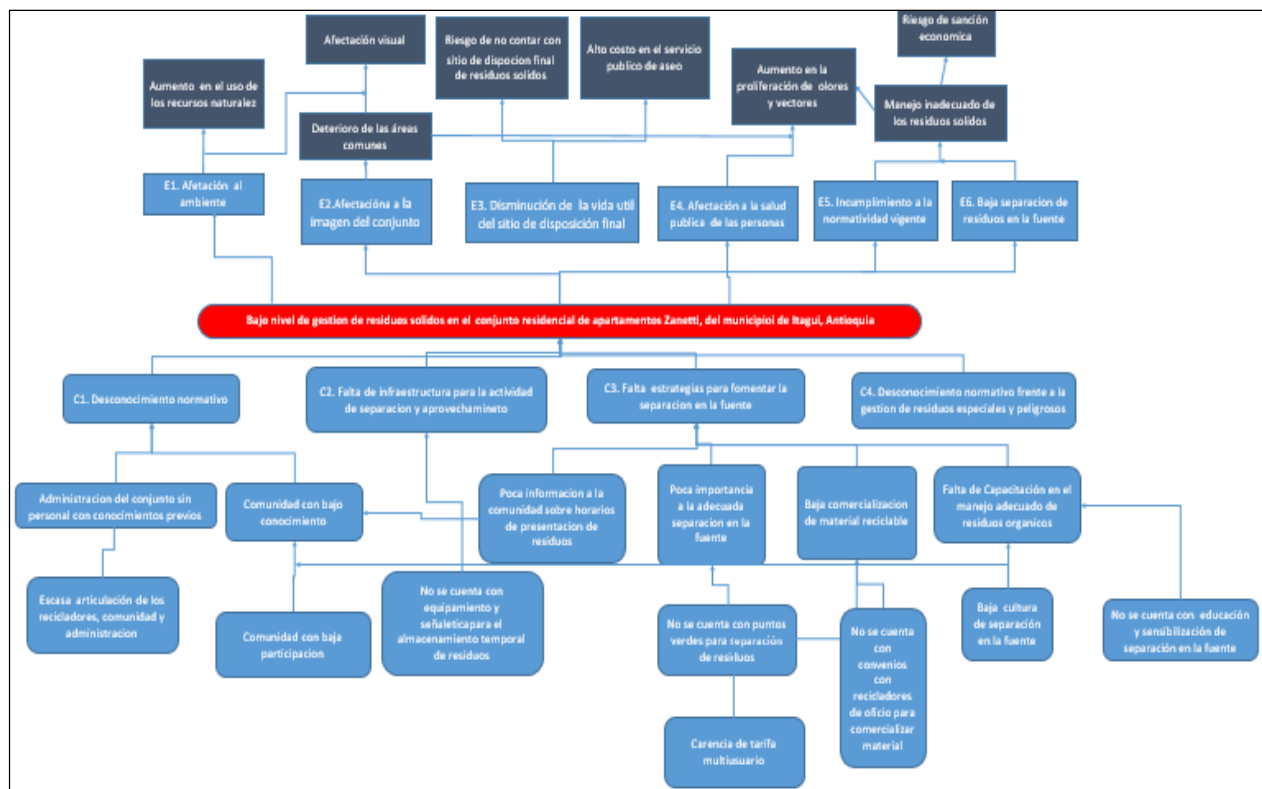 Riesgo de sanción
economica
Afectación visual
Riesgo de no contar con
sitio de dispocion final
de residuos solidos
Alto costo en el servicio
publico de aseo
Aumento en el uso de
los recursos naturalez
Aumento en la
proliferación de olores
y vectores
Manejo inadecuado de
los residuos solidos
Deterioro de las áreas
comunes
E1. Afetación al
ambiente
E2.Afectacióna a la
imagen del conjunto
E3. Disminución de la vida util
del sitio de disposición final
E4. Afectación a la salud
publica de las personas
E5. Incumplimiento a la
normatividad vigente
E6. Baja separacion de
residuos en la fuente
Bajo nivel de gestion de residuos solidos en el conjunto residencial de apartamentos Zanetti, del municipioi de Itagui, Antioquia
C1. Desconocimiento normativo
C2. Falta de infraestructura para la actividad
de separacion y aprovechamineto
C3. Falta estrategias para fomentar la
separacion en la fuente
C4. Desconocimiento normativo frente a la
gestion de residuos especiales y peligrosos
Administracion del conjunto sin
personal con conocimientos previos
Comunidad con bajo
conocimiento
Poca informacion a la
comunidad sobre horarios
de presentacion de
residuos
Poca importancia
a la adecuada
separacion en la
fuente
Baja comercializacion
de material reciclable
Falta de Capacitación en el
manejo adecuado de
residuos organicos
Escasa articulación de los
recicladores, comunidad y
administracion
Comunidad con baja
participacion
No se cuenta con
equipamiento y
señaleticapara el
almacenamiento temporal
de residuos
No se cuenta con puntos
verdes para separación
de residuos
No se cuenta
con
convenios
con
recicladores
de oficio para
comercializar
material
Baja cultura
de separación
en la fuente
No se cuenta con educación
y sensibilización de
separación en la fuente
Carencia de tarifa
multiusuario